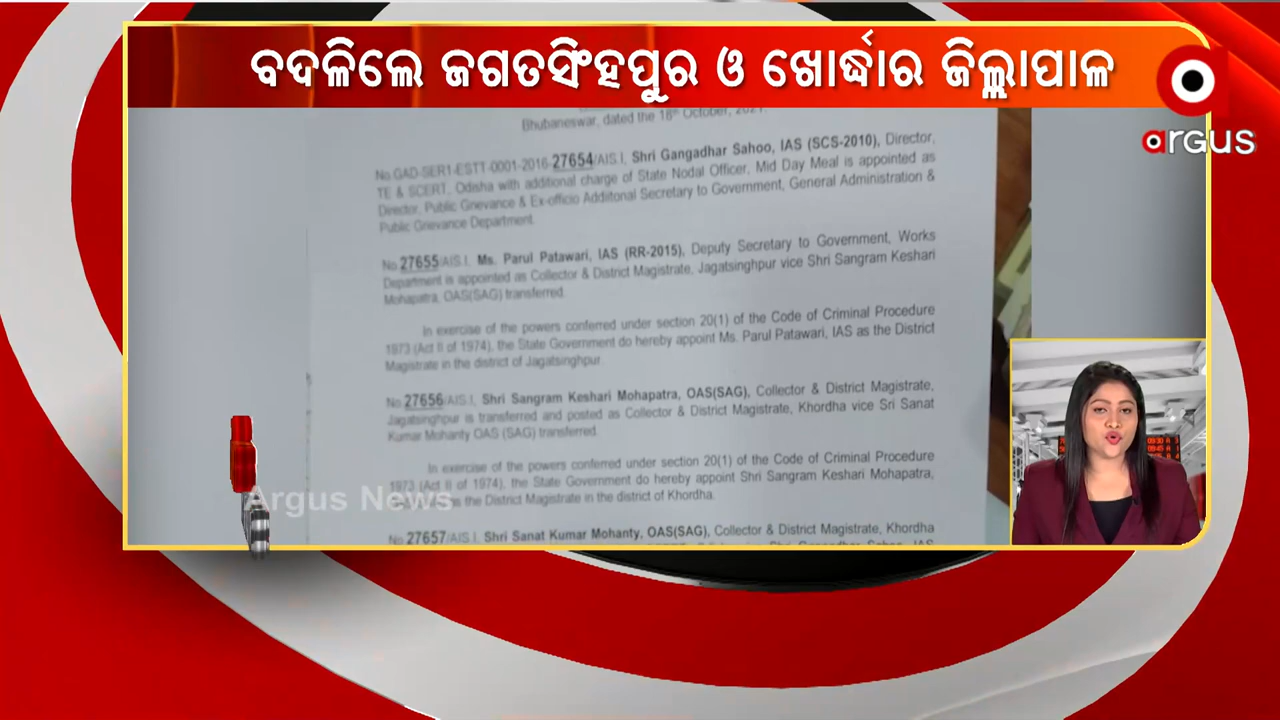 ବଦଳିଲେ ଜଗତସିଂହପୁର ଓ ଖୋର୍ଦ୍ଧାର ଜିଲ୍ଲାପାଳ
argus
Bhubaneswar, dated the 18th October,
No.GAD-SER1-ESTT-0001-2016-27654/AIS.I, Shri Gangadhar Sahoo, IAS (SCS-2010), Director,
TE & SCERT, Odisha with additional charge of State Nodal Officer, Mid Day Meal is appointed as
Director, Public Grievance & Ex-officio Additonal Secretary to Government, General Administration &
Public Grievance Department.
No.27655/AIS.I, Ms. Parul Patawari, IAS (RR-2015), Deputy Secretary to Government, Works
Department is appointed as Collector & District Magistrate, Jagatsinghpur vice Shri Sangram Keshari
Mohapatra, OAS(SAG) transferred.
In exercise of the powers conferred under section 20(1) of the Code of Criminal Procedure
1973 (Act II of 1974), the State Government do hereby appoint Ms. Parul Patawari, IAS as the District
Magistrate in the district of Jagatsinghpur.
No.27656/AIS.I, Shri Sangram Keshari Mohapatra, OAS(SAG), Collector & District Magistrate,
Jagatsinghpur is transferred and posted as Collector & District Magistrate, Khordha vice Sri Sanat
Kumar Mohanty OAS (SAG) transferred.
In exercise of the powers conferred under section 20(1) of the Code of Criminal Procedure
1973 (Act II of 1974), the State Government do hereby appoint Shri Sangram Keshari Mohapatra,
as the District Magistrate in the district of Khordha.
Argus News
No.27657/AIS.I, Shri Sanat Kumar Mohanty, OAS(SAG), Collector & District Magistrate, Khordha